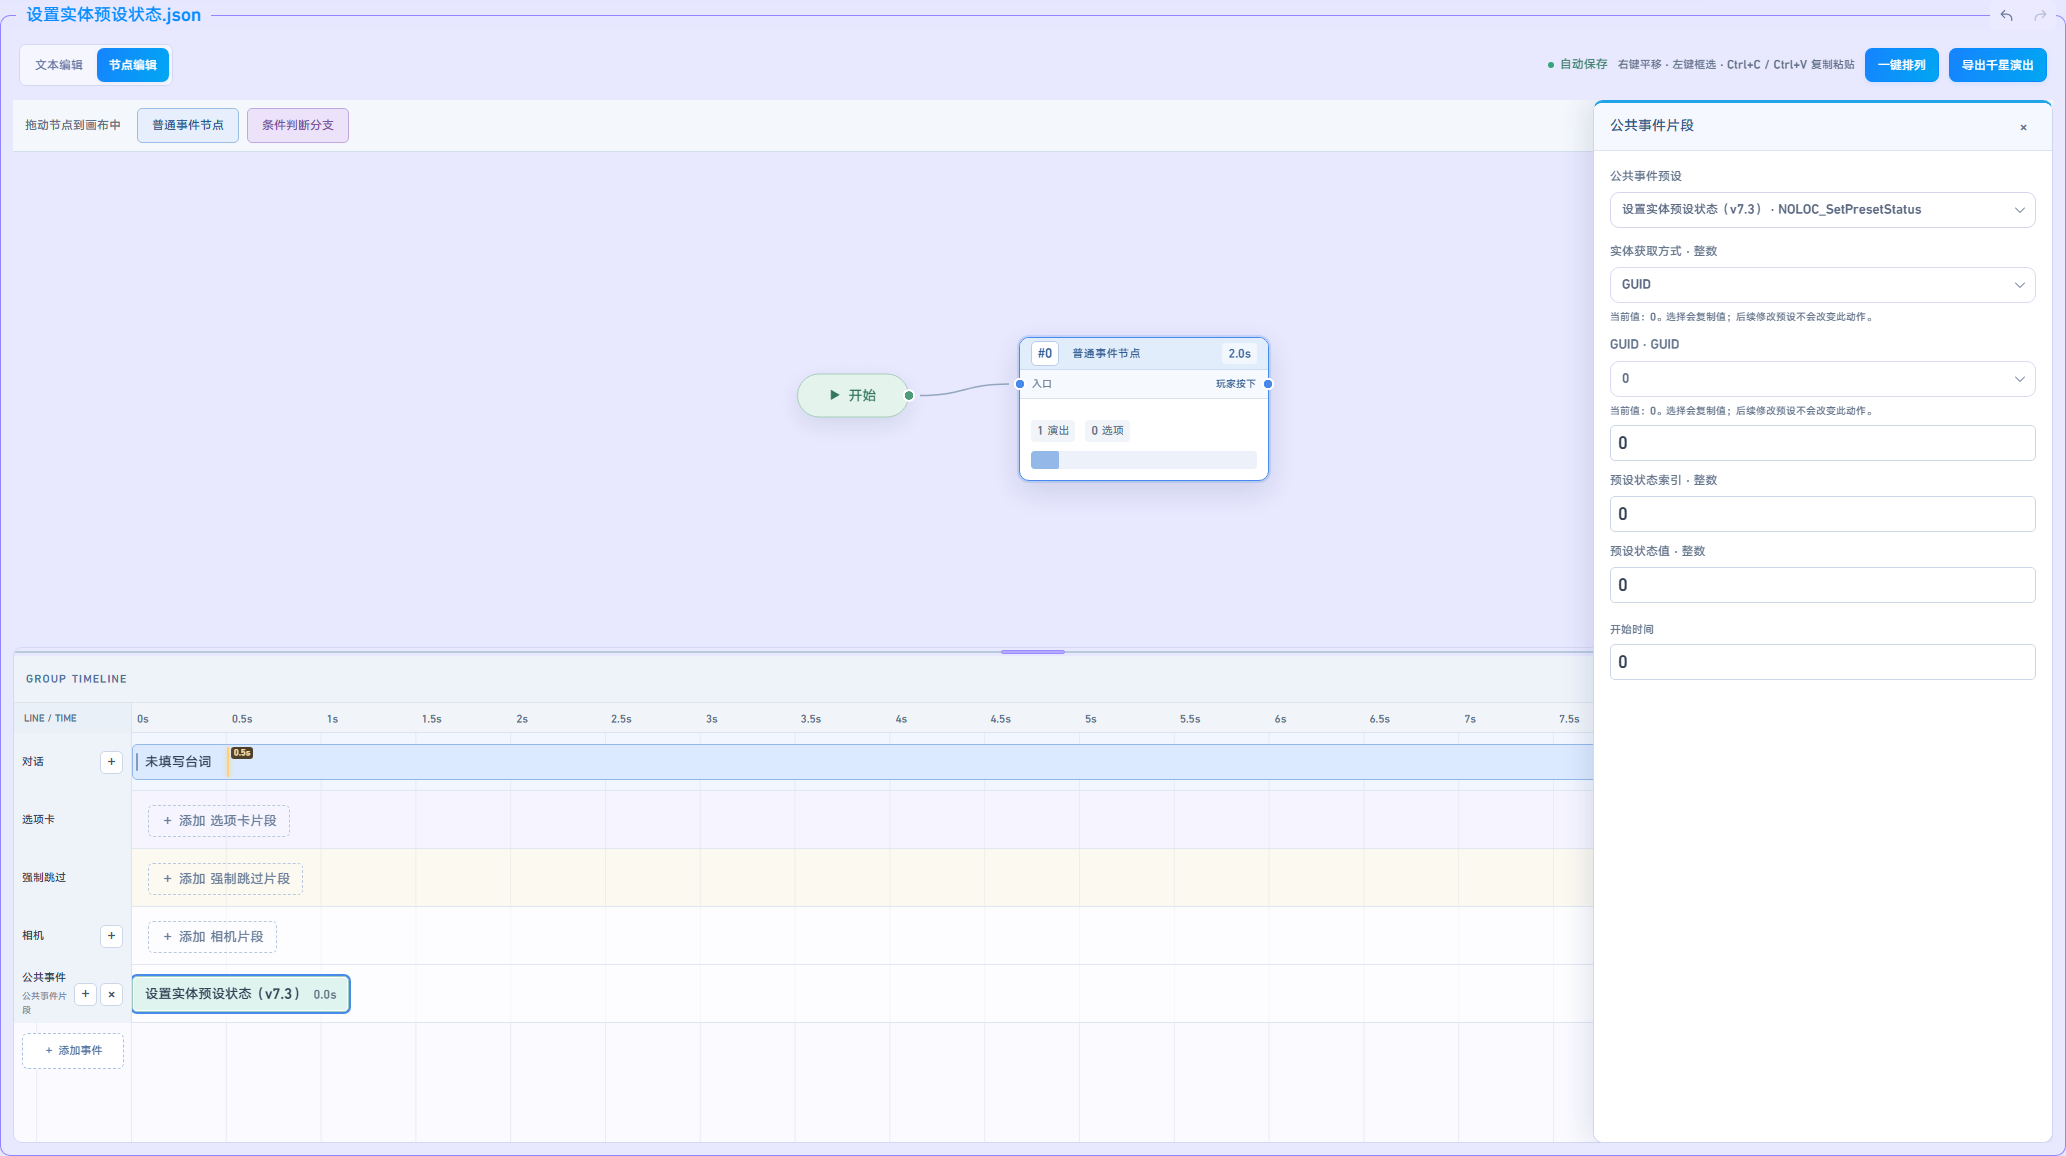 设置实体预设状态.json
文本编辑
节点编辑
自动保存
右键平移 · 左键框选 · Ctrl+C / Ctrl+V 复制粘贴
一键排列
导出千星演出
拖动节点到画布中
普通事件节点
条件判断分支
开始
#0
普通事件节点
2.0s
入口
玩家按下
1 演出
0 选项
公共事件片段
×
公共事件预设
设置实体预设状态（v7.3） · NOLOC_SetPresetStatus
实体获取方式 · 整数
GUID
当前值：0。选择会复制值；后续修改预设不会改变此动作。
GUID · GUID
0
当前值：0。选择会复制值；后续修改预设不会改变此动作。
0
预设状态索引 · 整数
0
预设状态值 · 整数
0
开始时间
0
GROUP TIMELINE
LINE / TIME
0s
0.5s
1s
1.5s
2s
2.5s
3s
3.5s
4s
4.5s
5s
5.5s
6s
6.5s
7s
7.5s
对话
+
未填写台词
0.5s
选项卡
+ 添加 选项卡片段
强制跳过
+ 添加 强制跳过片段
相机
+
+ 添加 相机片段
公共事件
公共事件片
段
+
×
设置实体预设状态（v7.3） 0.0s
+ 添加事件